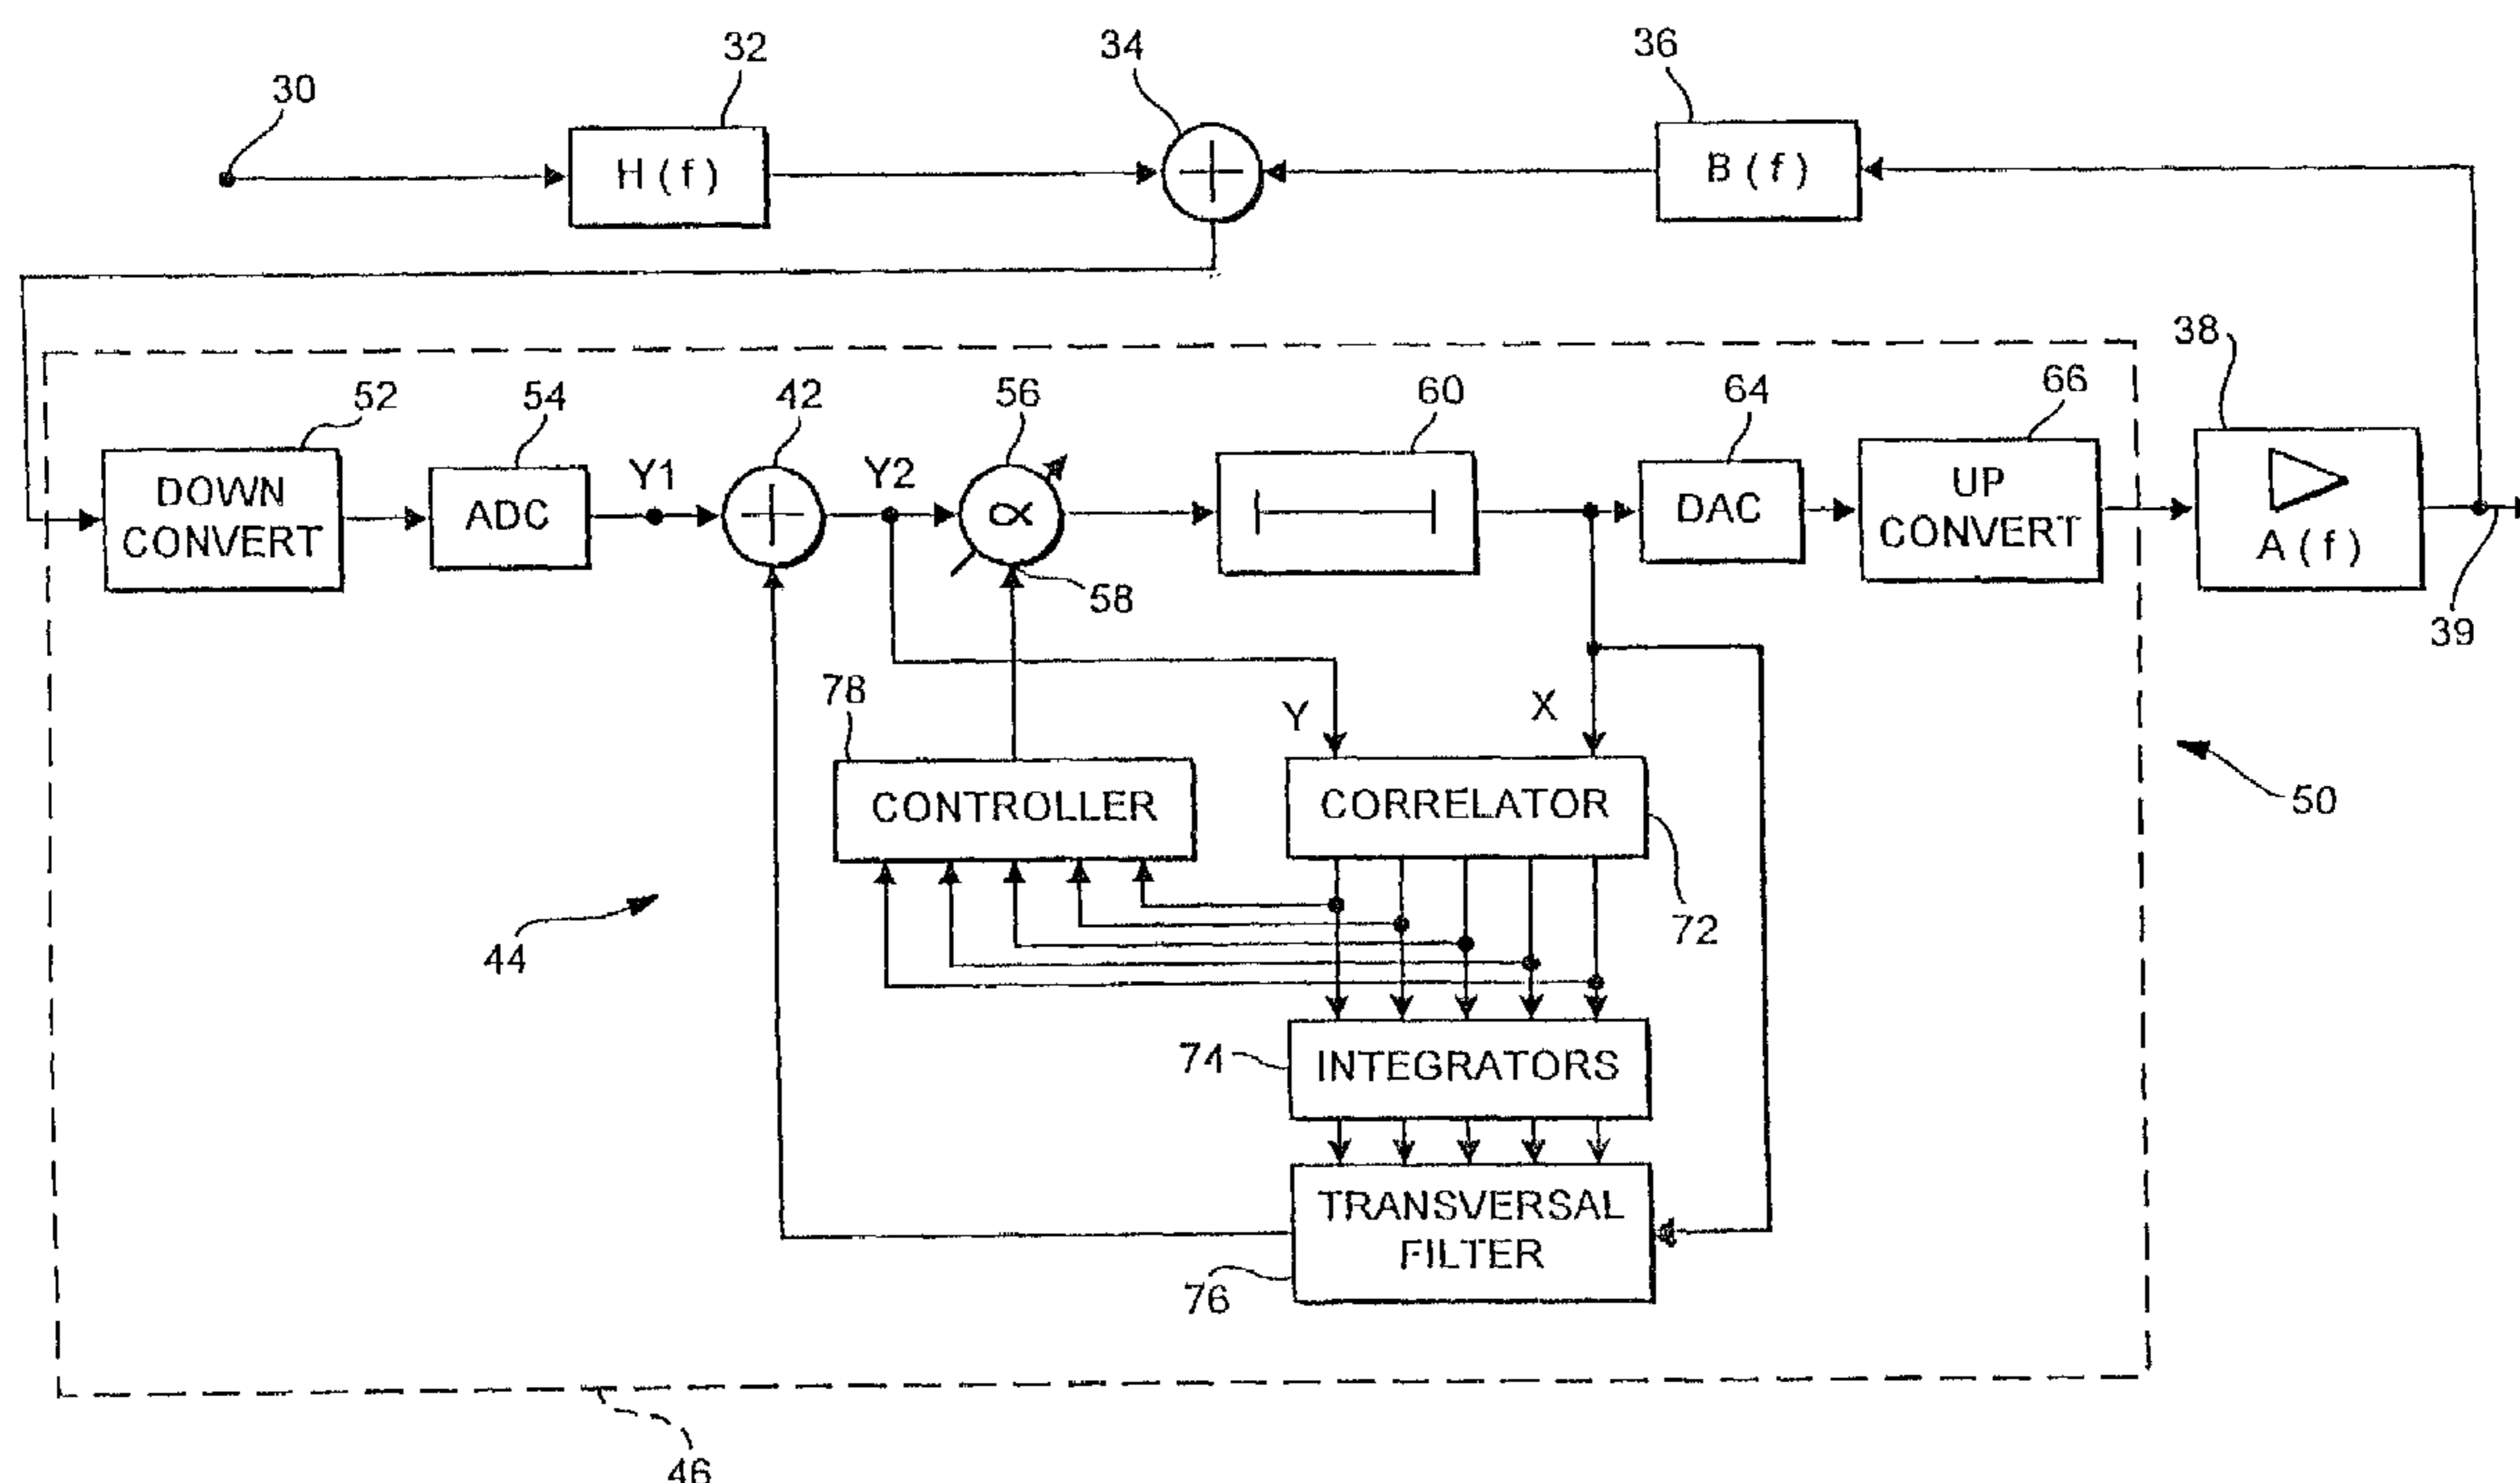 30
32
34
36
H(f)
B(f)
38
52
54
42
56
60
64
66
DOWN
CONVERT
ADC
Y1
Y2
α
DAC
UP
CONVERT
A(f)
58
39
78
Y
X
CONTROLLER
CORRELATOR
50
44
72
74
INTEGRATORS
TRANSVERSAL
FILTER
76
46